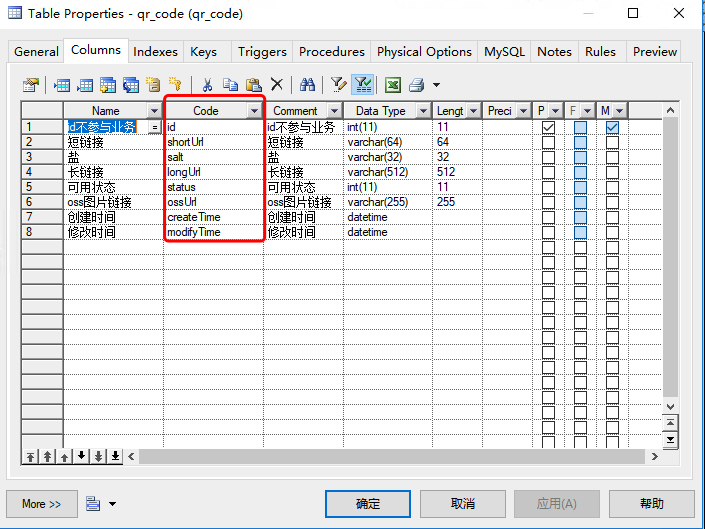 Table Properties - qr_code (qr_code)
General Columns Indexes Keys Triggers Procedures Physical Options MySQL Notes Rules Preview
Name Code Comment Data Type Lengt Preci P F M
1 id不参与业务 = id id不参与业务 int(11) 11
2 短链接 shortUrl 短链接 varchar(64) 64
3 盐 salt 盐 varchar(32) 32
4 长链接 longUrl 长链接 varchar(512) 512
5 可用状态 status 可用状态 int(11) 11
6 oss图片链接 ossUrl oss图片链接 varchar(255) 255
7 创建时间 createTime 创建时间 datetime
8 修改时间 modifyTime 修改时间 datetime
More >> 确定 取消 应用(A) 帮助